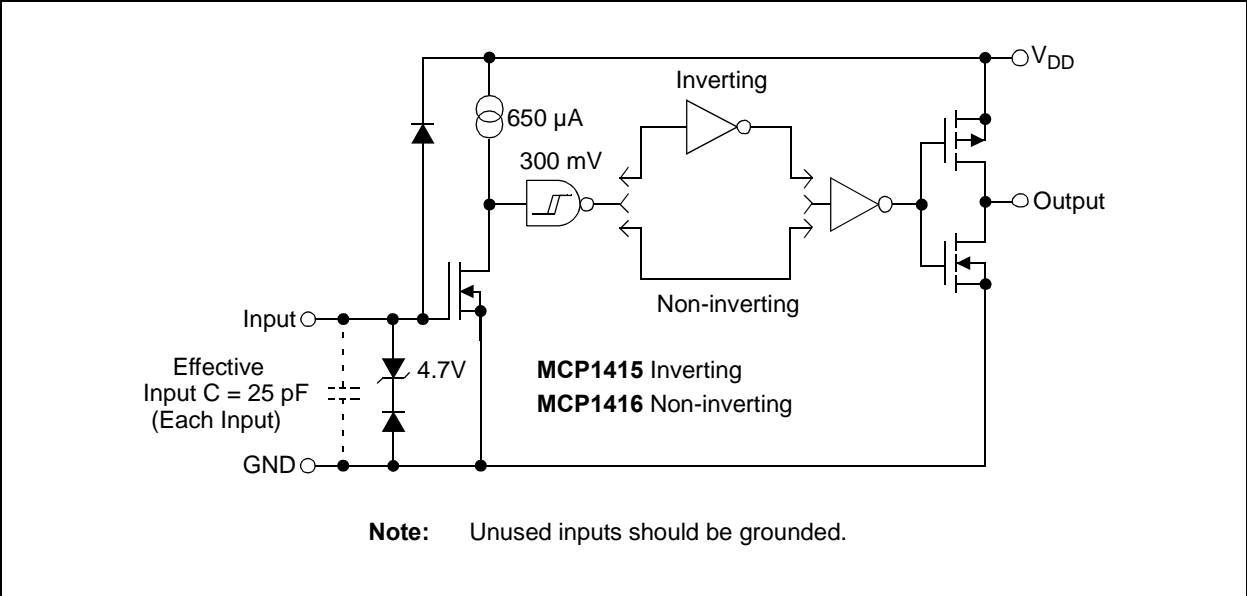 V_DD
Inverting
650 µA
300 mV
Output
Non-inverting
Input
4.7V
Effective
Input C = 25 pF
(Each Input)
MCP1415 Inverting
MCP1416 Non-inverting
GND
Note: Unused inputs should be grounded.